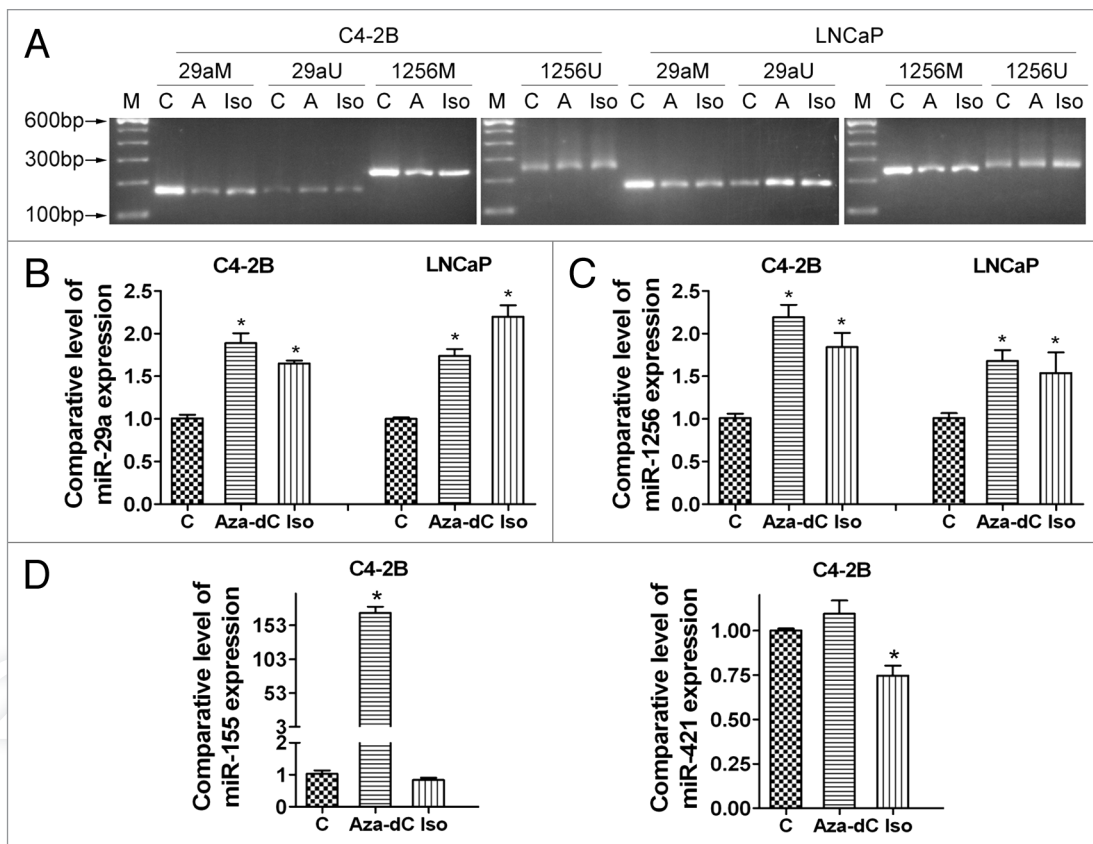 A
C4-2B LNCaP
29aM 29aU 1256M 1256U 29aM 29aU 1256M 1256U
M C A Iso C A Iso C A Iso M C A Iso C A Iso C A Iso M C A Iso C A Iso
600bp
300bp
100bp
B
C4-2B LNCaP
Comparative level of
miR-29a expression
2.5
2.0
1.5
1.0
0.5
0.0
* * * *
C Aza-dC Iso C Aza-dC Iso
C
C4-2B LNCaP
Comparative level of
miR-1256 expression
2.5
2.0
1.5
1.0
0.5
0.0
* * * *
C Aza-dC Iso C Aza-dC Iso
D
C4-2B
Comparative level of
miR-155 expression
153
103
53
3
2
1
0
*
C Aza-dC Iso
C4-2B
Comparative level of
miR-421 expression
1.00
0.75
0.50
0.25
0.00
*
C Aza-dC Iso